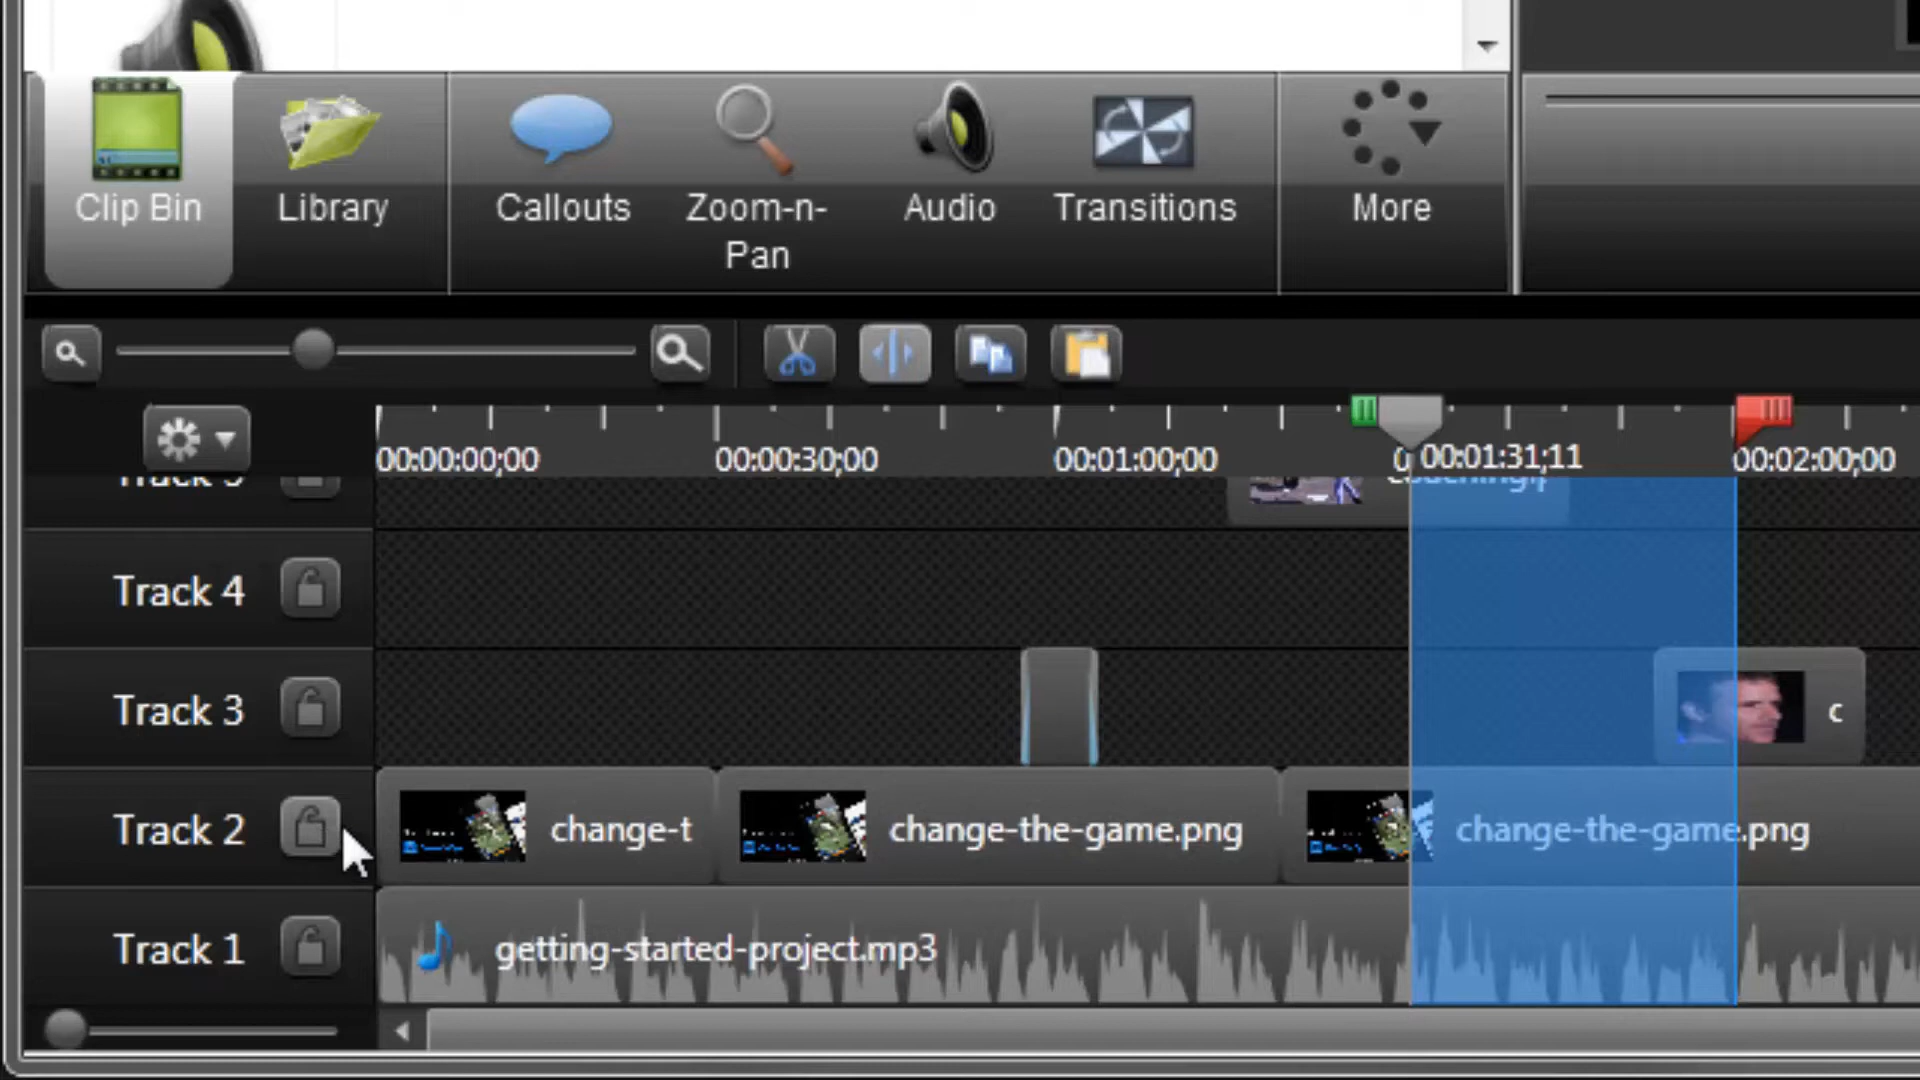 Clip Bin
Library
Callouts
Zoom-n-
Pan
Audio
Transitions
More
00:00:00;00
00:00:30;00
00:01:00;00
00:01:31;11
00:02:00;00
Track 4
Track 3
c
Track 2
change-t
change-the-game.png
change-the-game.png
Track 1
getting-started-project.mp3